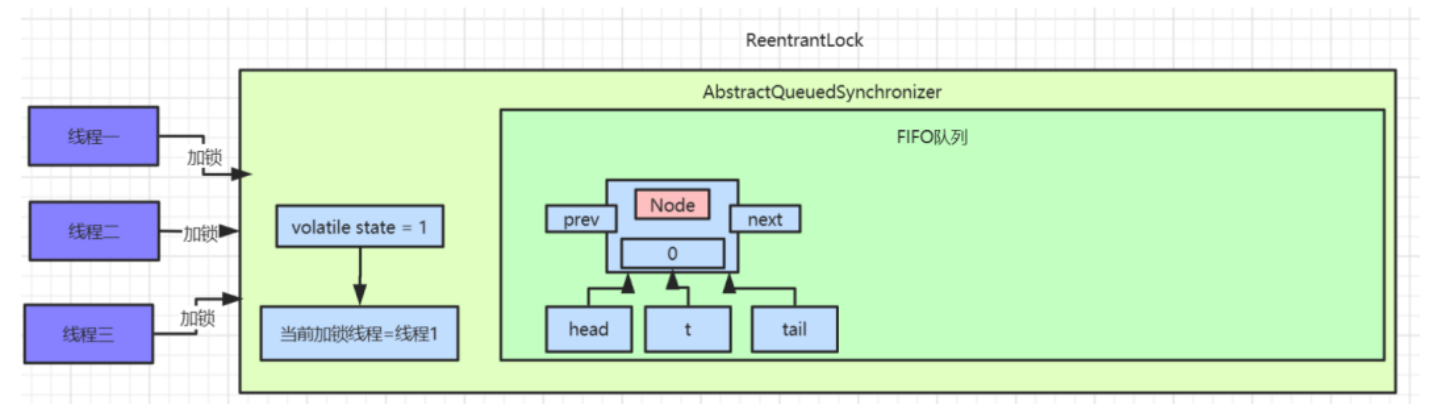 ReentrantLock
AbstractQueuedSynchronizer
FIFO队列
线程一
加锁
线程二
加锁
线程三
加锁
volatile state = 1
当前加锁线程=线程1
Node
prev
next
0
head
t
tail